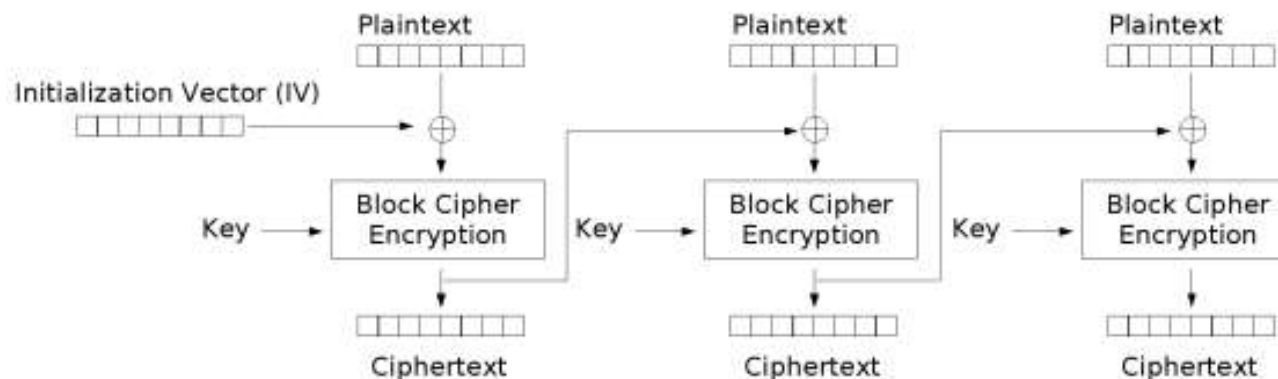 Plaintext Plaintext Plaintext
Initialization Vector (IV)
Key Block Cipher Encryption Key Block Cipher Encryption Key Block Cipher Encryption
Ciphertext Ciphertext Ciphertext